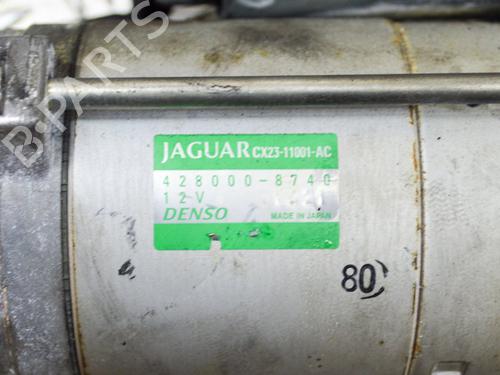 JAGUAR CX23-11001-AC
428000-8740
12V
DENSO MADE IN JAPAN
80
B-PARTS